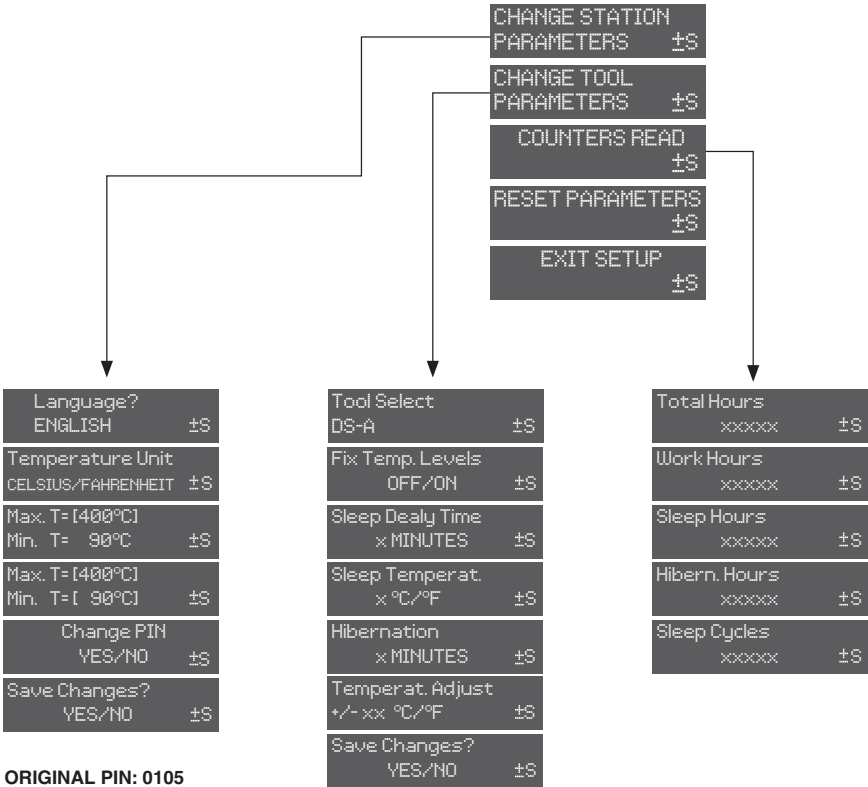 CHANGE STATION
PARAMETERS ±S
CHANGE TOOL
PARAMETERS ±S
COUNTERS READ
±S
RESET PARAMETERS
±S
EXIT SETUP
±S
Language?
ENGLISH ±S
Temperature Unit
CELSIUS/FAHRENHEIT ±S
Max. T=[400ºC]
Min. T= 90ºC ±S
Max. T=[400ºC]
Min. T=[ 90ºC] ±S
Change PIN
YES/NO ±S
Save Changes?
YES/NO ±S
ORIGINAL PIN: 0105
Tool Select
DS-A ±S
Fix Temp. Levels
OFF/ON ±S
Sleep Dealy Time
x MINUTES ±S
Sleep Temperat.
x ºC/ºF ±S
Hibernation
x MINUTES ±S
Temperat. Adjust
+/- xx ºC/ºF ±S
Save Changes?
YES/NO ±S
Total Hours
xxxxx ±S
Work Hours
xxxxx ±S
Sleep Hours
xxxxx ±S
Hibern. Hours
xxxxx ±S
Sleep Cycles
xxxxx ±S